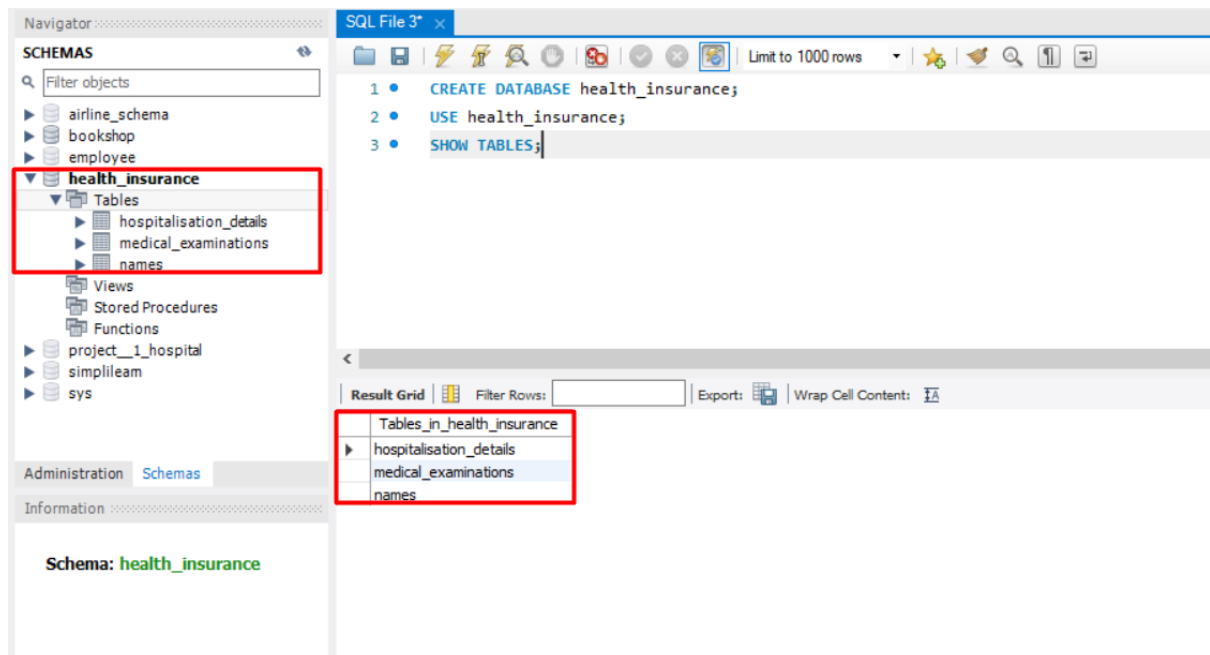 Navigator
SCHEMAS
Filter objects
airline_schema
bookshop
employee
health_insurance
Tables
hospitalisation_details
medical_examinations
names
Views
Stored Procedures
Functions
project__1_hospital
simplilearn
sys
Administration Schemas
Information
Schema: health_insurance
SQL File 3*
Limit to 1000 rows
1 CREATE DATABASE health_insurance;
2 USE health_insurance;
3 SHOW TABLES;
Result Grid Filter Rows: Export: Wrap Cell Content:
Tables_in_health_insurance
hospitalisation_details
medical_examinations
names